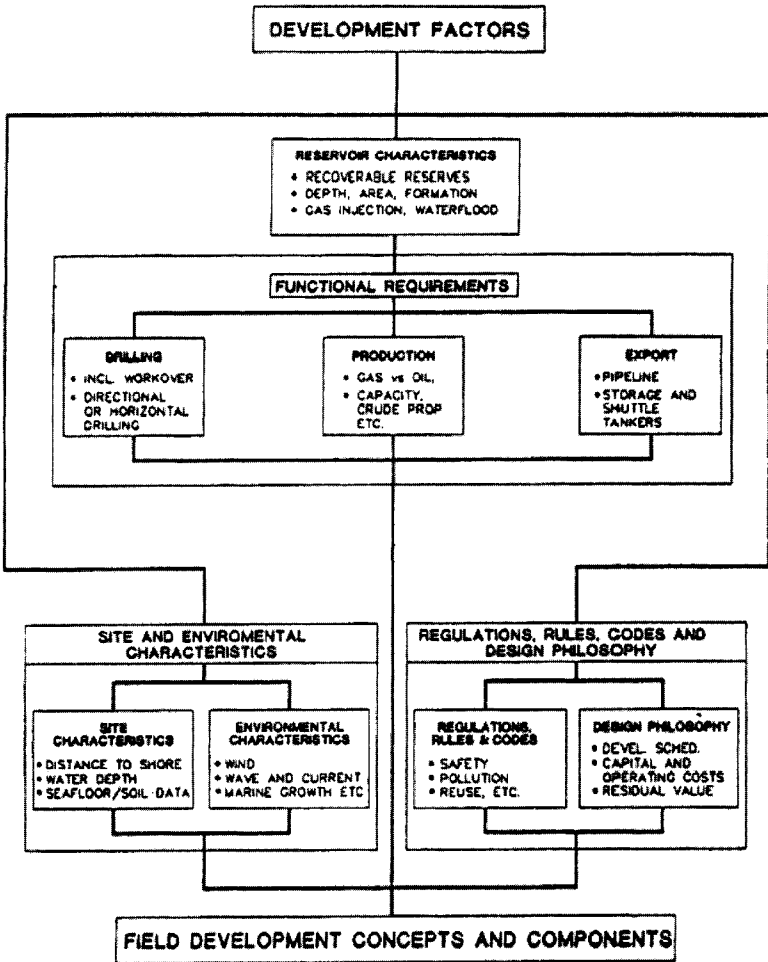 DEVELOPMENT FACTORS
RESERVOIR CHARACTERISTICS
• RECOVERABLE RESERVES
• DEPTH, AREA, FORMATION
• GAS INJECTION, WATERFLOOD
FUNCTIONAL REQUIREMENTS
DRILLING
• INCL. WORKOVER
• DIRECTIONAL
OR HORIZONTAL
DRILLING
PRODUCTION
• GAS vs OIL,
• CAPACITY,
CRUDE PROP
ETC.
EXPORT
• PIPELINE
• STORAGE AND
SHUTTLE
TANKERS
SITE AND ENVIROMENTAL
CHARACTERISTICS
SITE
CHARACTERISTICS
• DISTANCE TO SHORE
• WATER DEPTH
• SEAFLOOR/SOIL DATA
ENVIRONMENTAL
CHARACTERISTICS
• WIND
• WAVE AND CURRENT
• MARINE GROWTH ETC
REGULATIONS, RULES, CODES AND
DESIGN PHILOSOPHY
REGULATIONS,
RULES & CODES
• SAFETY
• POLLUTION
• REUSE, ETC.
DESIGN PHILOSOPHY
• DEVEL. SCHED.
• CAPITAL AND
OPERATING COSTS
• RESIDUAL VALUE
FIELD DEVELOPMENT CONCEPTS AND COMPONENTS